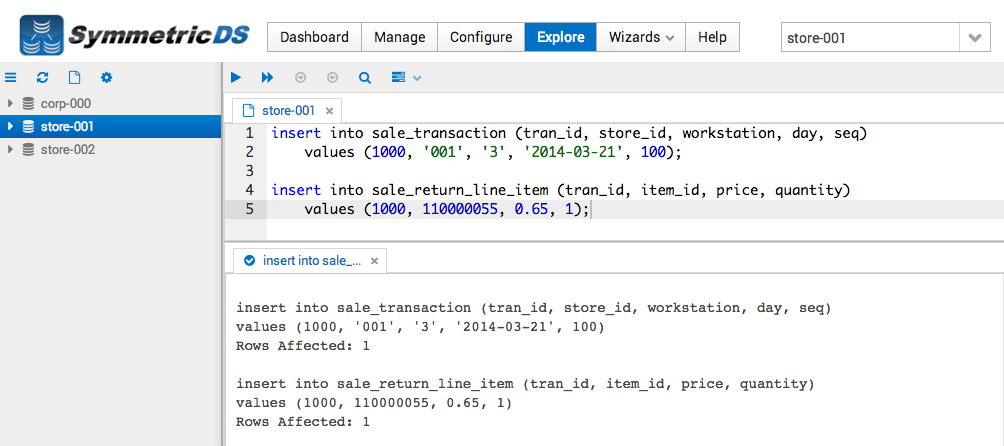 SymmetricDS
Dashboard Manage Configure Explore Wizards Help
store-001
corp-000
store-001
store-002
store-001 ×
1 insert into sale_transaction (tran_id, store_id, workstation, day, seq)
2 values (1000, '001', '3', '2014-03-21', 100);
3
4 insert into sale_return_line_item (tran_id, item_id, price, quantity)
5 values (1000, 110000055, 0.65, 1);
insert into sale_... ×
insert into sale_transaction (tran_id, store_id, workstation, day, seq)
values (1000, '001', '3', '2014-03-21', 100)
Rows Affected: 1
insert into sale_return_line_item (tran_id, item_id, price, quantity)
values (1000, 110000055, 0.65, 1)
Rows Affected: 1